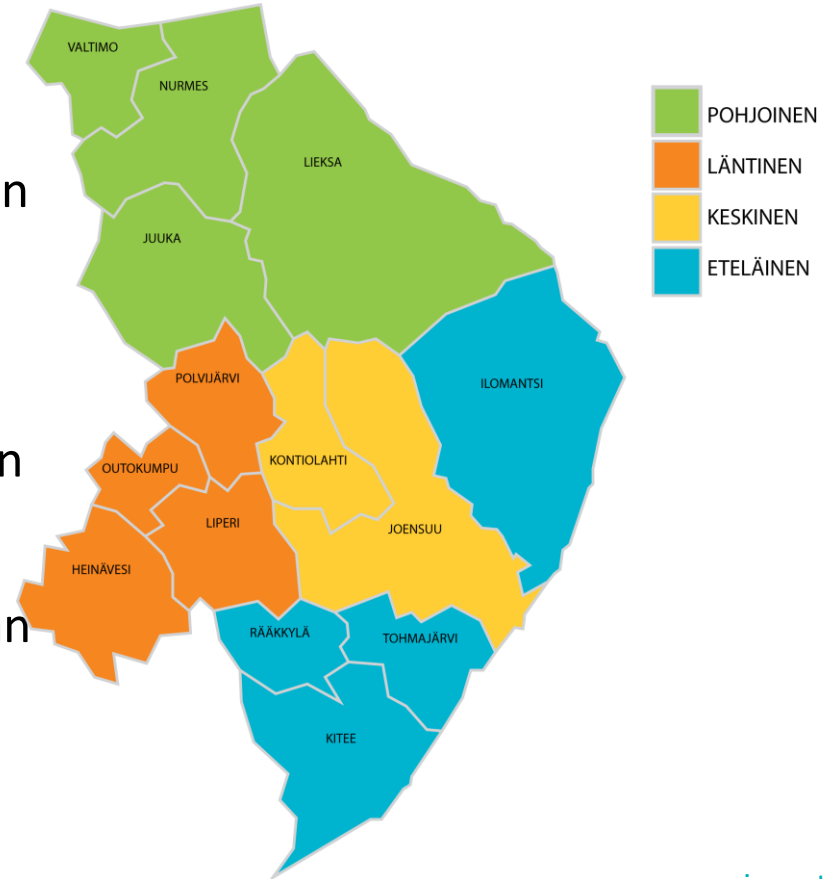 VALTIMO
NURMES
POHJOINEN
LIEKSA
LÄNTINEN
n
KESKINEN
JUUKA
ETELÄINEN
POLVIJÄRVI
ILOMANTSI
n
KONTIOLAHTI
OUTOKUMPU
LIPERI
JOENSUU
HEINÄVESI
n
RÄÄKKYLÄ
TOHMAJÄRVI
KITEE